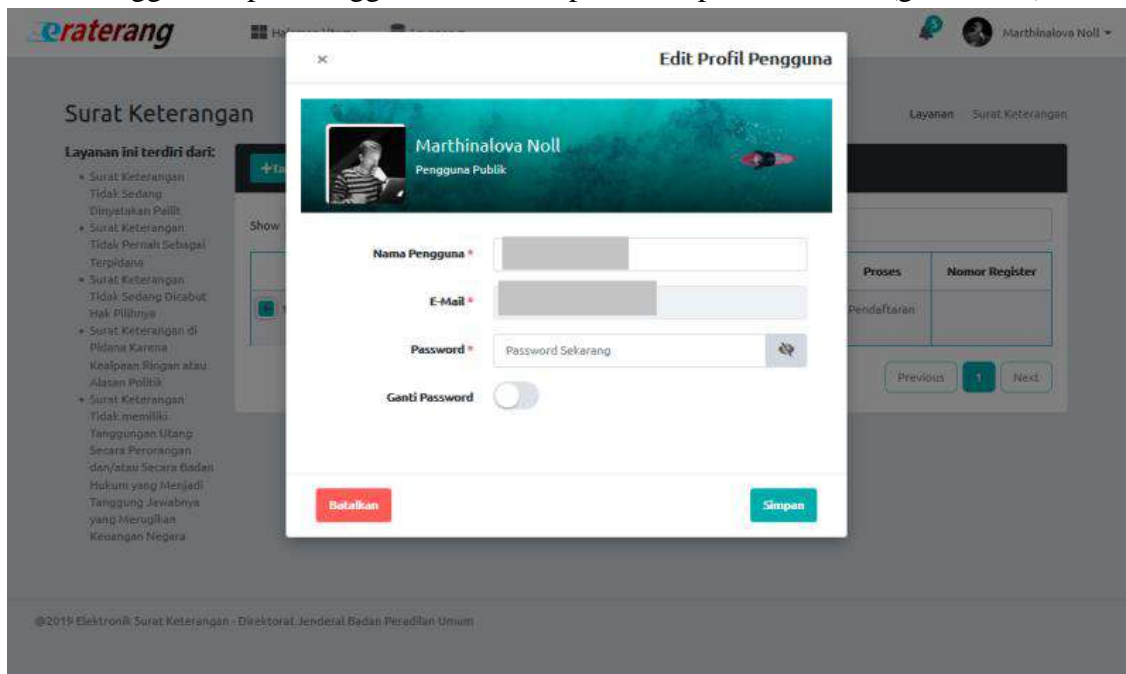 eraterang
Marthinalova Noll
×
Edit Profil Pengguna
Surat Keterangan
Layanan Surat Keterangan
Marthinalova Noll
Pengguna Publik
Layanan ini terdiri dari:
Surat Keterangan
Tidak Sedang
Dinyatakan Pailit
Surat Keterangan
Tidak Pernah Sebagai
Terpidana
Surat Keterangan
Tidak Sedang Dicabut
Hak Pilihnya
Surat Keterangan di
Pidana Karena
Kealpaan Ringan atau
Alasan Politik
Surat Keterangan
Tidak memiliki
Tanggungan Utang
Secara Perorangan
dan/atau Secara Badan
Hukum yang Menjadi
Tanggung Jawabnya
yang Merugikan
Keuangan Negara
Show
Nama Pengguna *
E-Mail *
Password * Password Sekarang
Ganti Password
Proses Nomor Register
Pendaftaran
Previous 1 Next
Batalkan Simpan
@2019 Elektronik Surat Keterangan - Direktorat Jenderal Badan Peradilan Umum